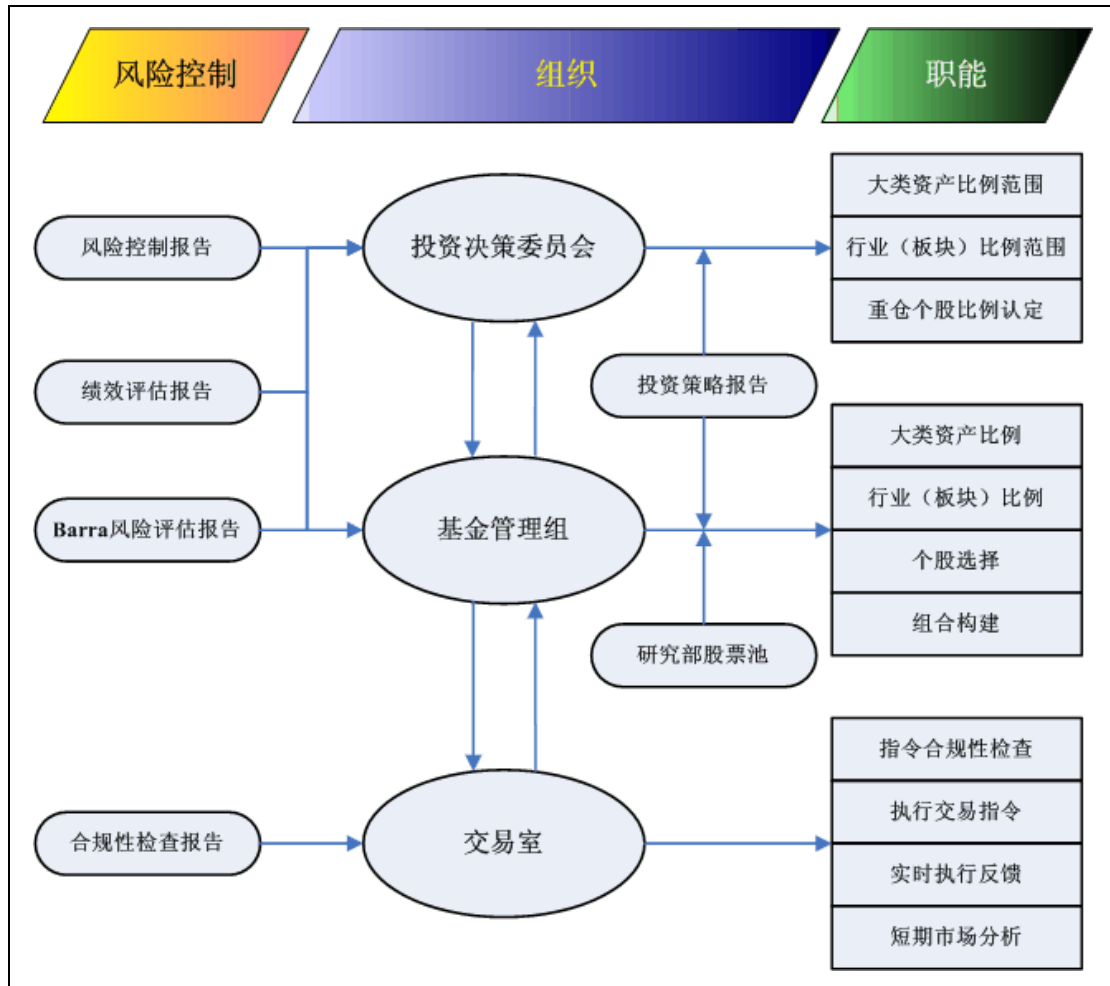 风险控制
组织
职能
风险控制报告
绩效评估报告
Barra风险评估报告
合规性检查报告
投资决策委员会
基金管理组
交易室
投资策略报告
研究部股票池
大类资产比例范围
行业（板块）比例范围
重仓个股比例认定
大类资产比例
行业（板块）比例
个股选择
组合构建
指令合规性检查
执行交易指令
实时执行反馈
短期市场分析